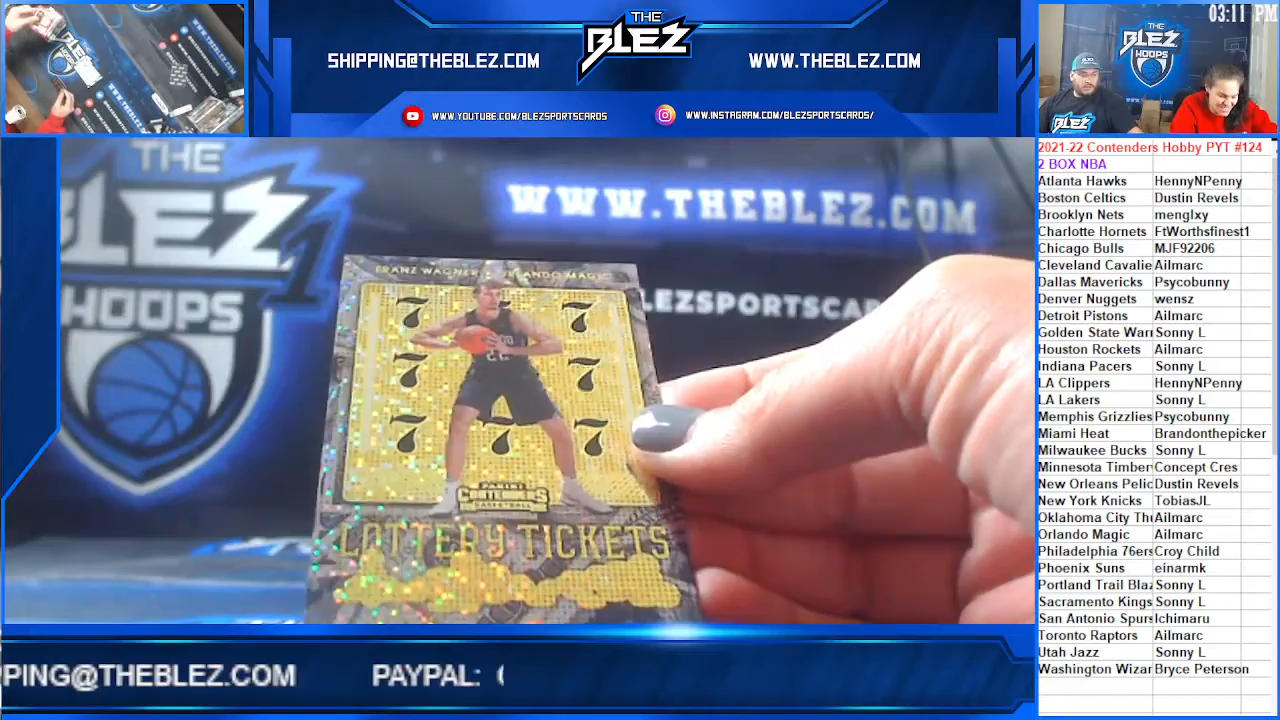 03:11 PM
THE
BLEZ
SHIPPING@THEBLEZ.COM
WWW.THEBLEZ.COM
WWW.YOUTUBE.COM/BLEZSPORTSCARDS
WWW.INSTAGRAM.COM/BLEZSPORTSCARDS/
THE
BLEZ
HOOPS
BLEZ
THE
BLEZ
HOOPS
1
WWW.THEBLEZ.COM
LEZSPORTSCAR
FRANZ WAGNER ORLANDO MAGIC
7 7
7 7
7 7 7
22
PANINI
CONTENDERS
BASKETBALL
LOTTERY TICKETS
2021-22 Contenders Hobby PYT #124
2 BOX NBA
Atlanta Hawks HennyNPenny
Boston Celtics Dustin Revels
Brooklyn Nets menglxy
Charlotte Hornets FtWorthsfinest1
Chicago Bulls MJF92206
Cleveland Cavalie Ailmarc
Dallas Mavericks Psycobunny
Denver Nuggets wensz
Detroit Pistons Ailmarc
Golden State Warr Sonny L
Houston Rockets Ailmarc
Indiana Pacers Sonny L
LA Clippers HennyNPenny
LA Lakers Sonny L
Memphis Grizzlies Psycobunny
Miami Heat Brandonthepicker
Milwaukee Bucks Sonny L
Minnesota Timber Concept Cres
New Orleans Pelic Dustin Revels
New York Knicks TobiasJL
Oklahoma City Thu Ailmarc
Orlando Magic Ailmarc
Philadelphia 76ers Croy Child
Phoenix Suns einarmk
Portland Trail Blaz Sonny L
Sacramento Kings Sonny L
San Antonio Spurs Ichimaru
Toronto Raptors Ailmarc
Utah Jazz Sonny L
Washington Wizar Bryce Peterson
PPING@THEBLEZ.COM PAYPAL: